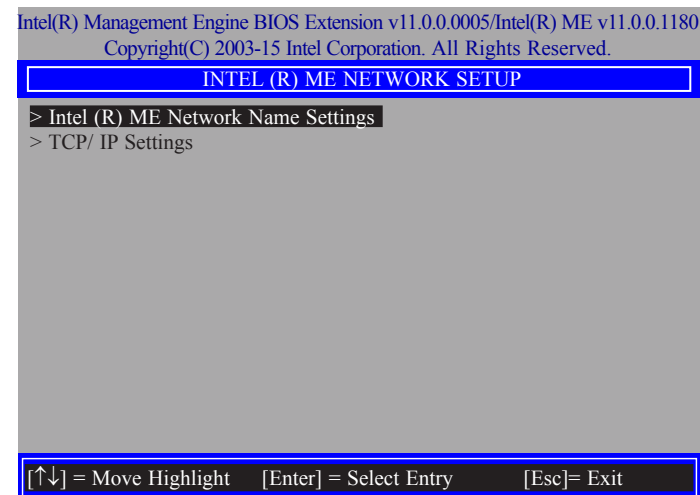 Intel(R) Management Engine BIOS Extension v11.0.0.0005/Intel(R) ME v11.0.0.1180
Copyright(C) 2003-15 Intel Corporation. All Rights Reserved.
INTEL (R) ME NETWORK SETUP
> Intel (R) ME Network Name Settings
> TCP/ IP Settings
[↑↓] = Move Highlight [Enter] = Select Entry [Esc]= Exit